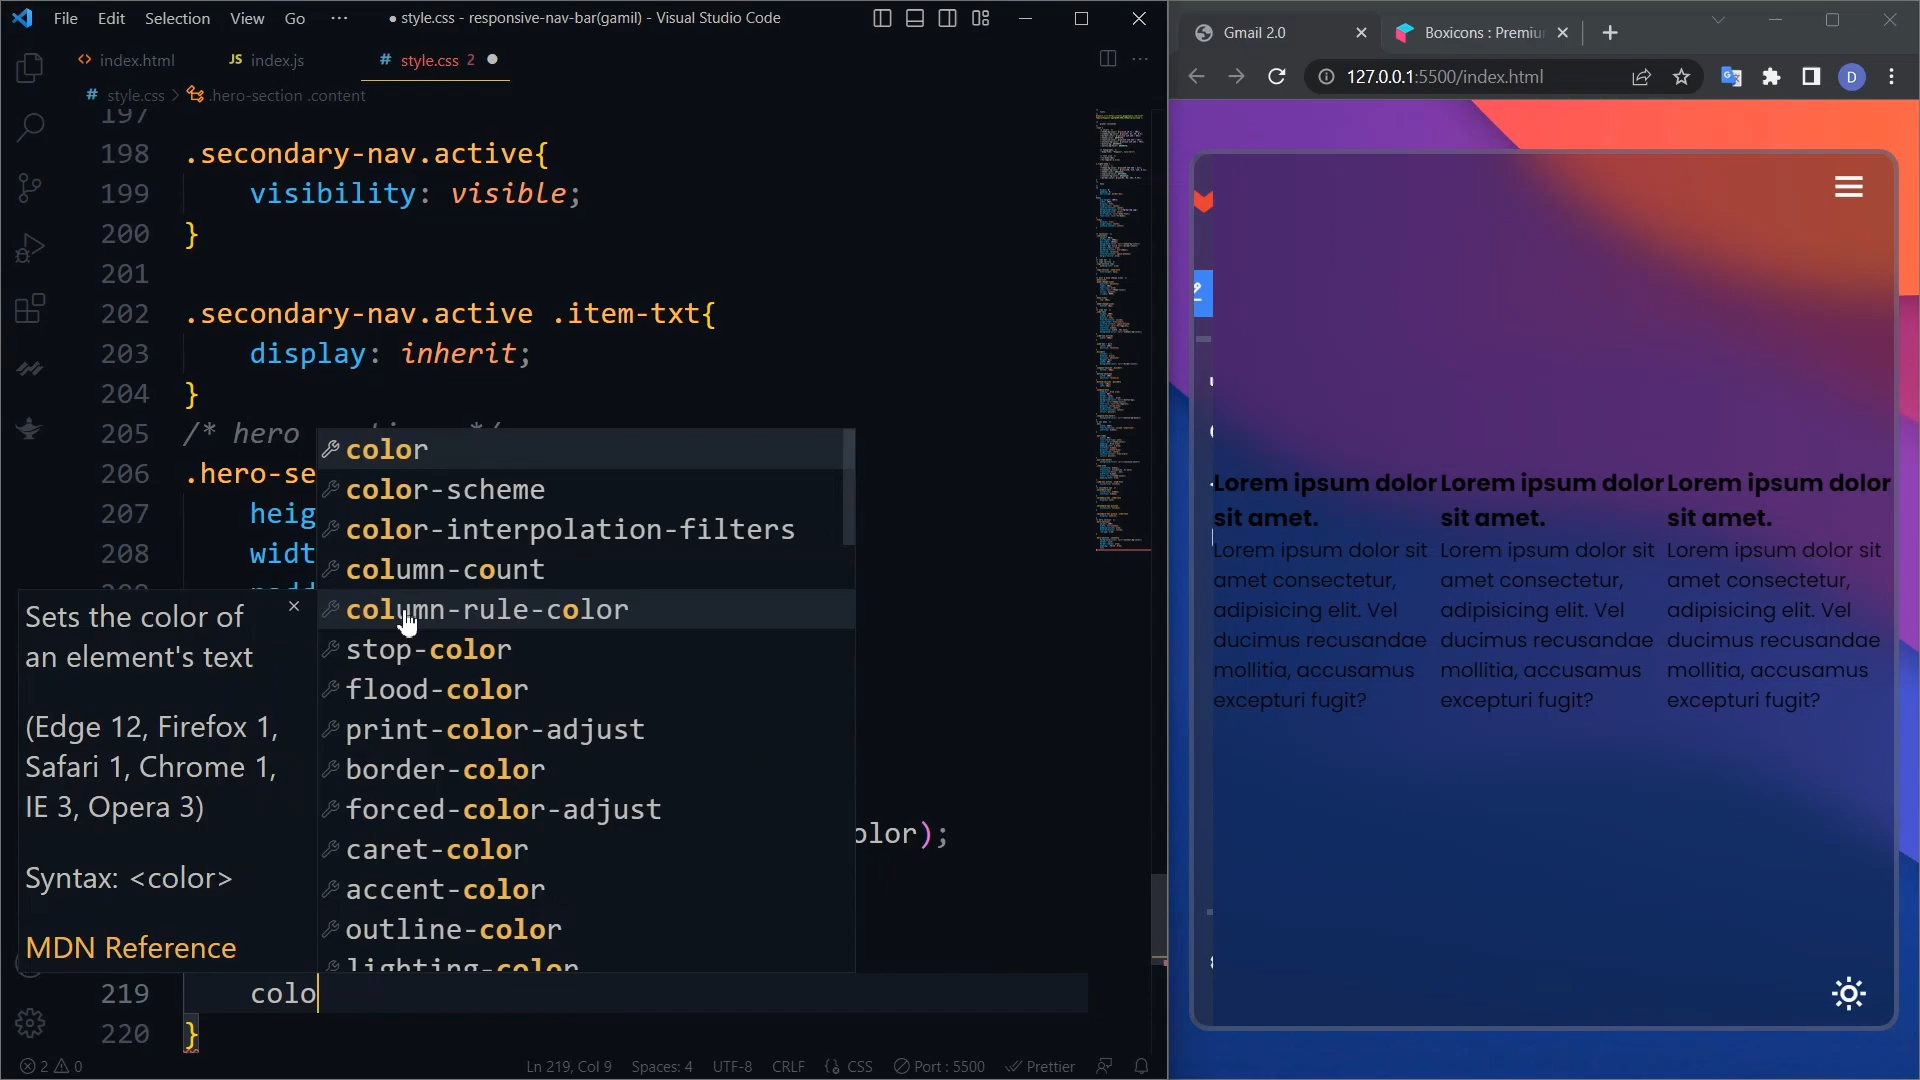 File Edit Selection View Go ··· ● style.css - responsive-nav-bar(gamil) - Visual Studio Code
<> index.html JS index.js # style.css 2 ●
# style.css > .hero-section .content
197
198 .secondary-nav.active{
199 visibility: visible;
200 }
201
202 .secondary-nav.active .item-txt{
203 display: inherit;
204 }
205 /* hero
206 .hero-se
207 heig
208 widt
color
color-scheme
color-interpolation-filters
column-count
column-rule-color
stop-color
flood-color
print-color-adjust
border-color
forced-color-adjust
caret-color
accent-color
outline-color
lighting-color
Sets the color of
an element's text
(Edge 12, Firefox 1,
Safari 1, Chrome 1,
IE 3, Opera 3)
Syntax: <color>
MDN Reference
olor);
219 colo
220 }
2 0 Ln 219, Col 9 Spaces: 4 UTF-8 CRLF {} CSS Port : 5500 Prettier
Gmail 2.0 Boxicons : Premiu
127.0.0.1:5500/index.html D
Lorem ipsum dolor
sit amet.
Lorem ipsum dolor sit
amet consectetur,
adipisicing elit. Vel
ducimus recusandae
mollitia, accusamus
excepturi fugit?
Lorem ipsum dolor
sit amet.
Lorem ipsum dolor sit
amet consectetur,
adipisicing elit. Vel
ducimus recusandae
mollitia, accusamus
excepturi fugit?
Lorem ipsum dolor
sit amet.
Lorem ipsum dolor sit
amet consectetur,
adipisicing elit. Vel
ducimus recusandae
mollitia, accusamus
excepturi fugit?